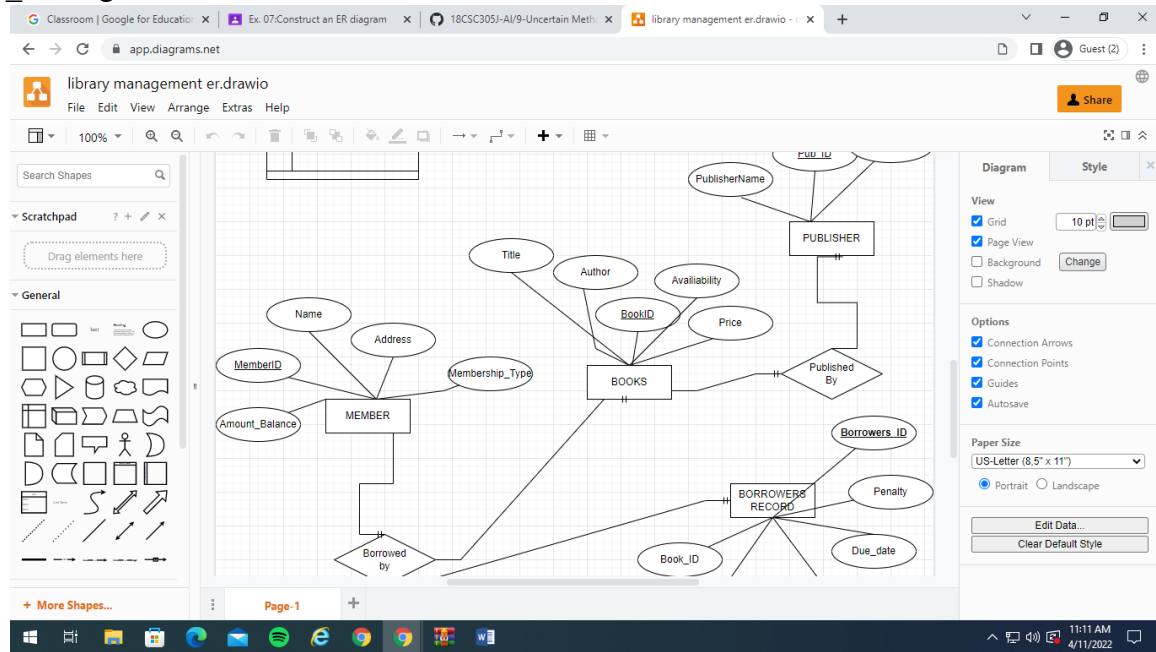 Classroom | Google for Education
Ex. 07:Construct an ER diagram
18CSC305J-AI/9-Uncertain Meth
library management er.drawio -
app.diagrams.net
Guest (2)
library management er.drawio
File Edit View Arrange Extras Help
Share
100%
Search Shapes
Scratchpad
Drag elements here
General
Text
+ More Shapes...
Pub_ID
PublisherName
PUBLISHER
Title
Author
Availiability
BookID
Price
Name
Address
MemberID
Membership_Type
BOOKS
Published
By
Amount_Balance
MEMBER
Borrowers_ID
BORROWERS
RECORD
Penalty
Borrowed
by
Book_ID
Due_date
Page-1
Diagram
Style
View
Grid
10 pt
Page View
Background
Change
Shadow
Options
Connection Arrows
Connection Points
Guides
Autosave
Paper Size
US-Letter (8,5" x 11")
Portrait
Landscape
Edit Data...
Clear Default Style
11:11 AM
4/11/2022